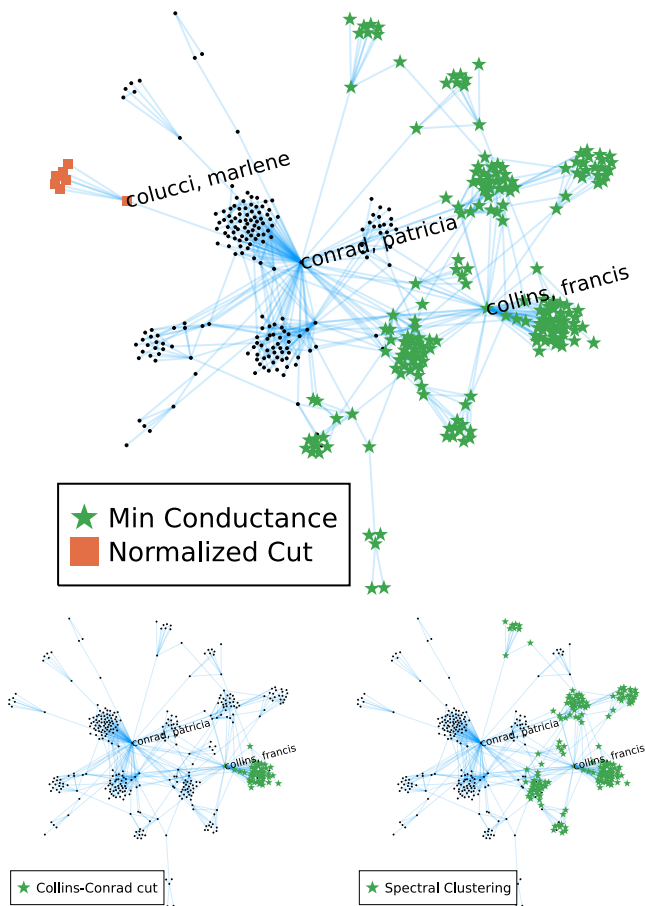 colucci, marlene
conrad, patricia
collins, francis
Min Conductance
Normalized Cut
conrad, patricia
collins, francis
Collins-Conrad cut
conrad, patricia
collins, francis
Spectral Clustering